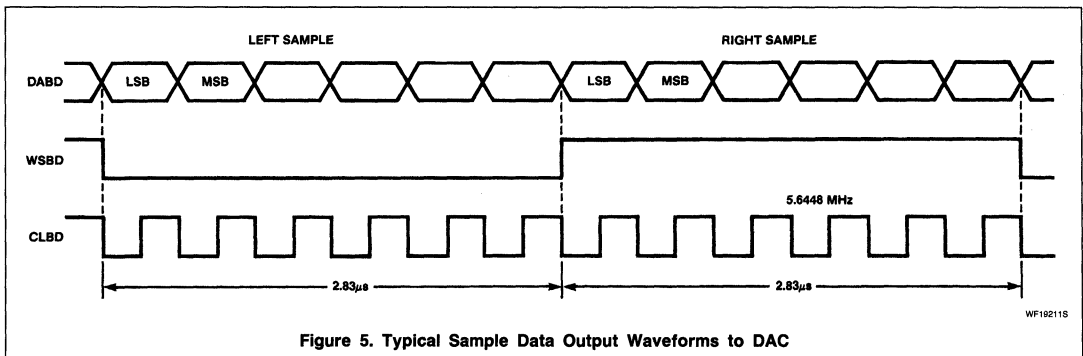 LEFT SAMPLE RIGHT SAMPLE
DABD LSB MSB LSB MSB
WSBD
5.6448 MHz
CLBD
2.83μs 2.83μs
WF19211S
Figure 5. Typical Sample Data Output Waveforms to DAC